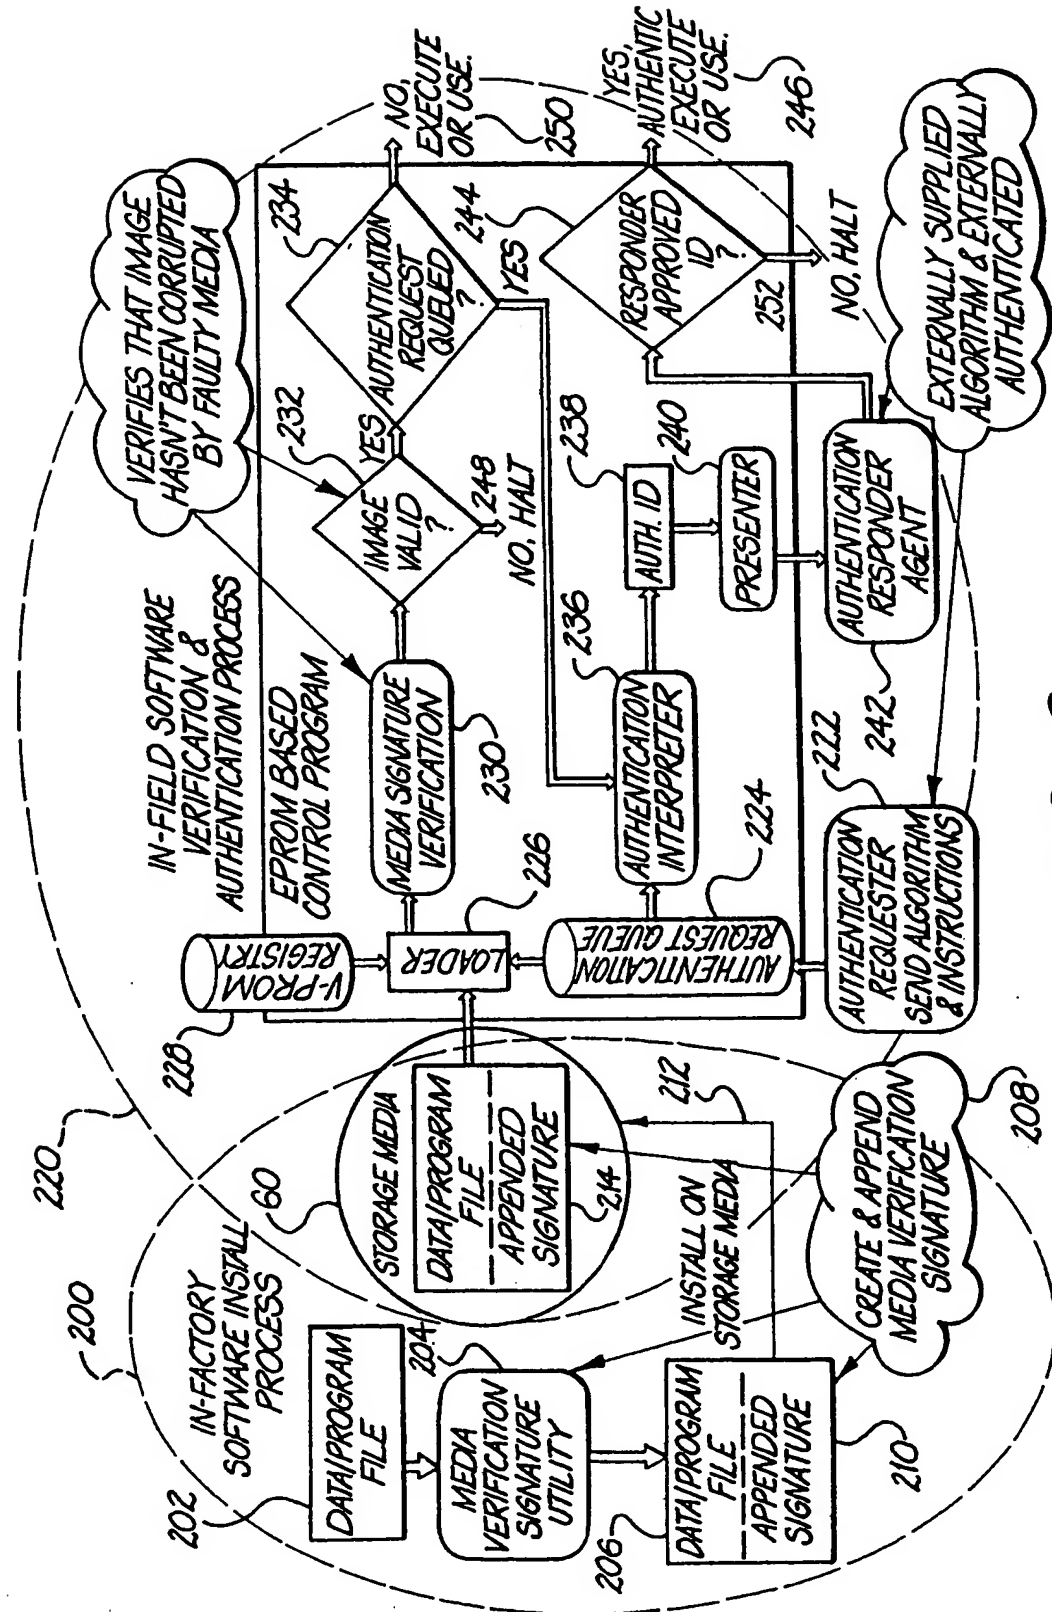 220
200
IN-FACTORY
SOFTWARE INSTALL
PROCESS
202
DATA/PROGRAM
FILE
204
MEDIA
VERIFICATION
SIGNATURE
UTILITY
206
DATA/PROGRAM
FILE
APPENDED
SIGNATURE
210
INSTALL ON
STORAGE MEDIA
212
CREATE & APPEND
MEDIA VERIFICATION
SIGNATURE
208
60
STORAGE MEDIA
DATA/PROGRAM
FILE
APPENDED
SIGNATURE
214
IN-FIELD SOFTWARE
VERIFICATION &
AUTHENTICATION PROCESS
EPROM BASED
CONTROL PROGRAM
228
V-PROM
REGISTRY
LOADER
226
AUTHENTICATION
REQUEST QUEUE
224
AUTHENTICATION
REQUESTER
SEND ALGORITHM
& INSTRUCTIONS
222
MEDIA SIGNATURE
VERIFICATION
230
IMAGE
VALID
?
232
YES
248
NO, HALT
VERIFIES THAT IMAGE
HASN'T BEEN CORRUPTED
BY FAULTY MEDIA
AUTHENTICATION
REQUEST
QUEUED
?
234
YES
NO,
EXECUTE
OR USE.
250
AUTHENTICATION
INTERPRETER
236
AUTH. ID
238
PRESENTER
240
AUTHENTICATION
RESPONDER
AGENT
242
RESPONDER
APPROVED
ID
?
244
YES,
AUTHENTIC
/EXECUTE
OR USE.
246
252
NO, HALT
EXTERNALLY SUPPLIED
ALGORITHM & EXTERNALLY
AUTHENTICATED